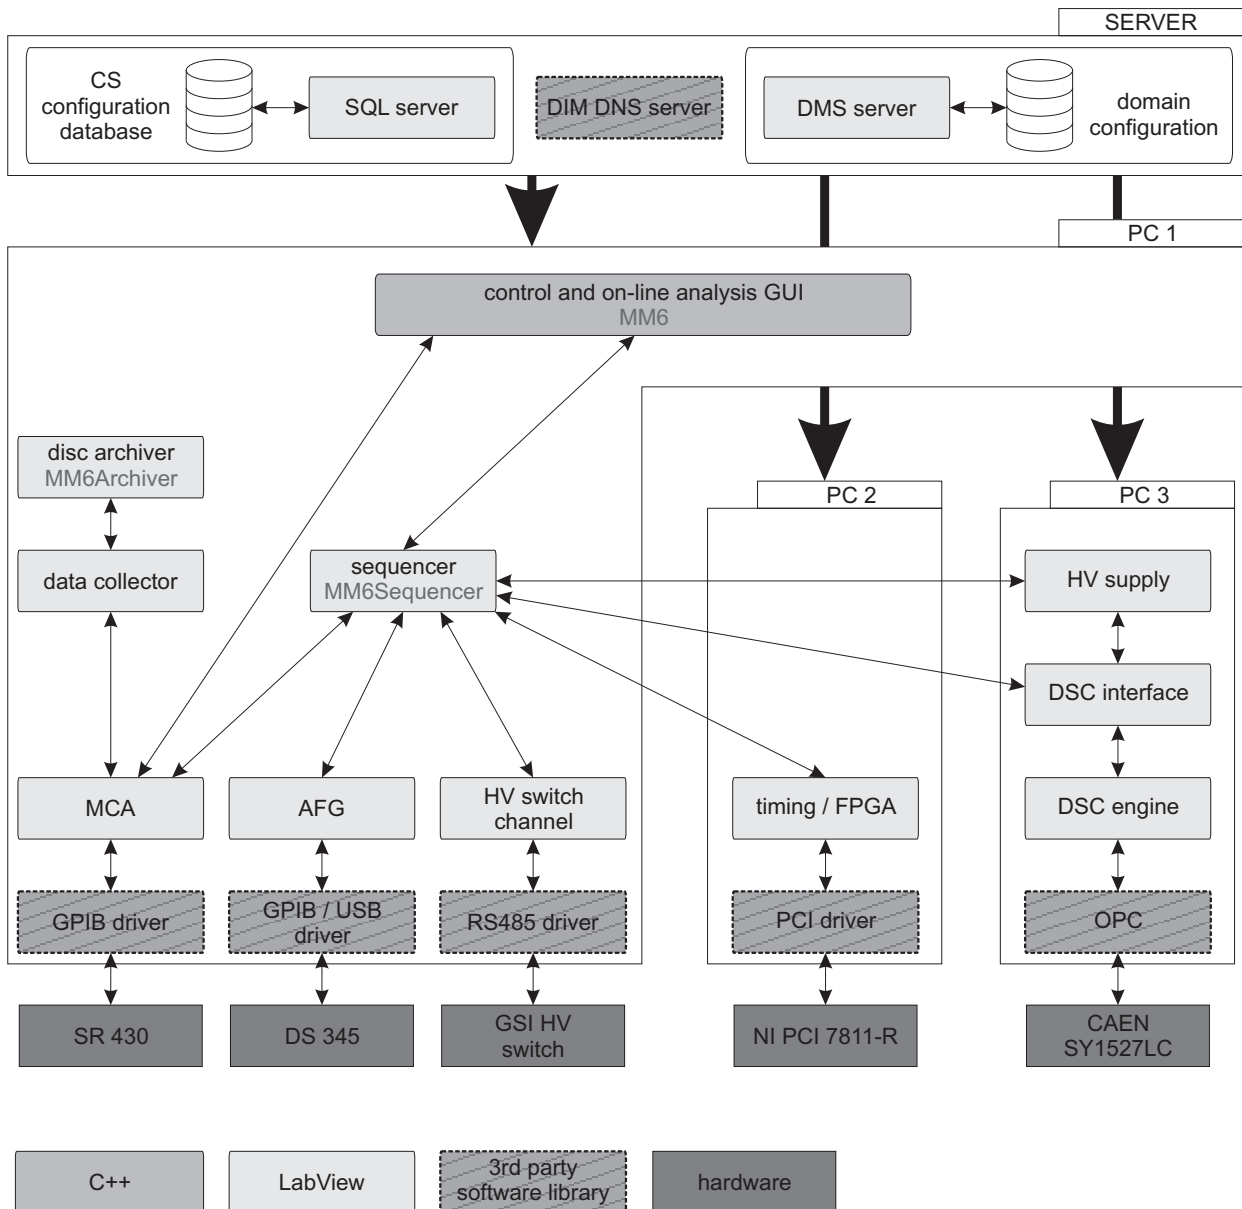 SERVER
CS
configuration
database
SQL server
DIM DNS server
DMS server
domain
configuration
PC 1
control and on-line analysis GUI
MM6
disc archiver
MM6Archiver
PC 2
PC 3
data collector
sequencer
MM6Sequencer
HV supply
DSC interface
MCA
AFG
HV switch
channel
timing / FPGA
DSC engine
GPIB driver
GPIB / USB
driver
RS485 driver
PCI driver
OPC
SR 430
DS 345
GSI HV
switch
NI PCI 7811-R
CAEN
SY1527LC
C++
LabView
3rd party
software library
hardware